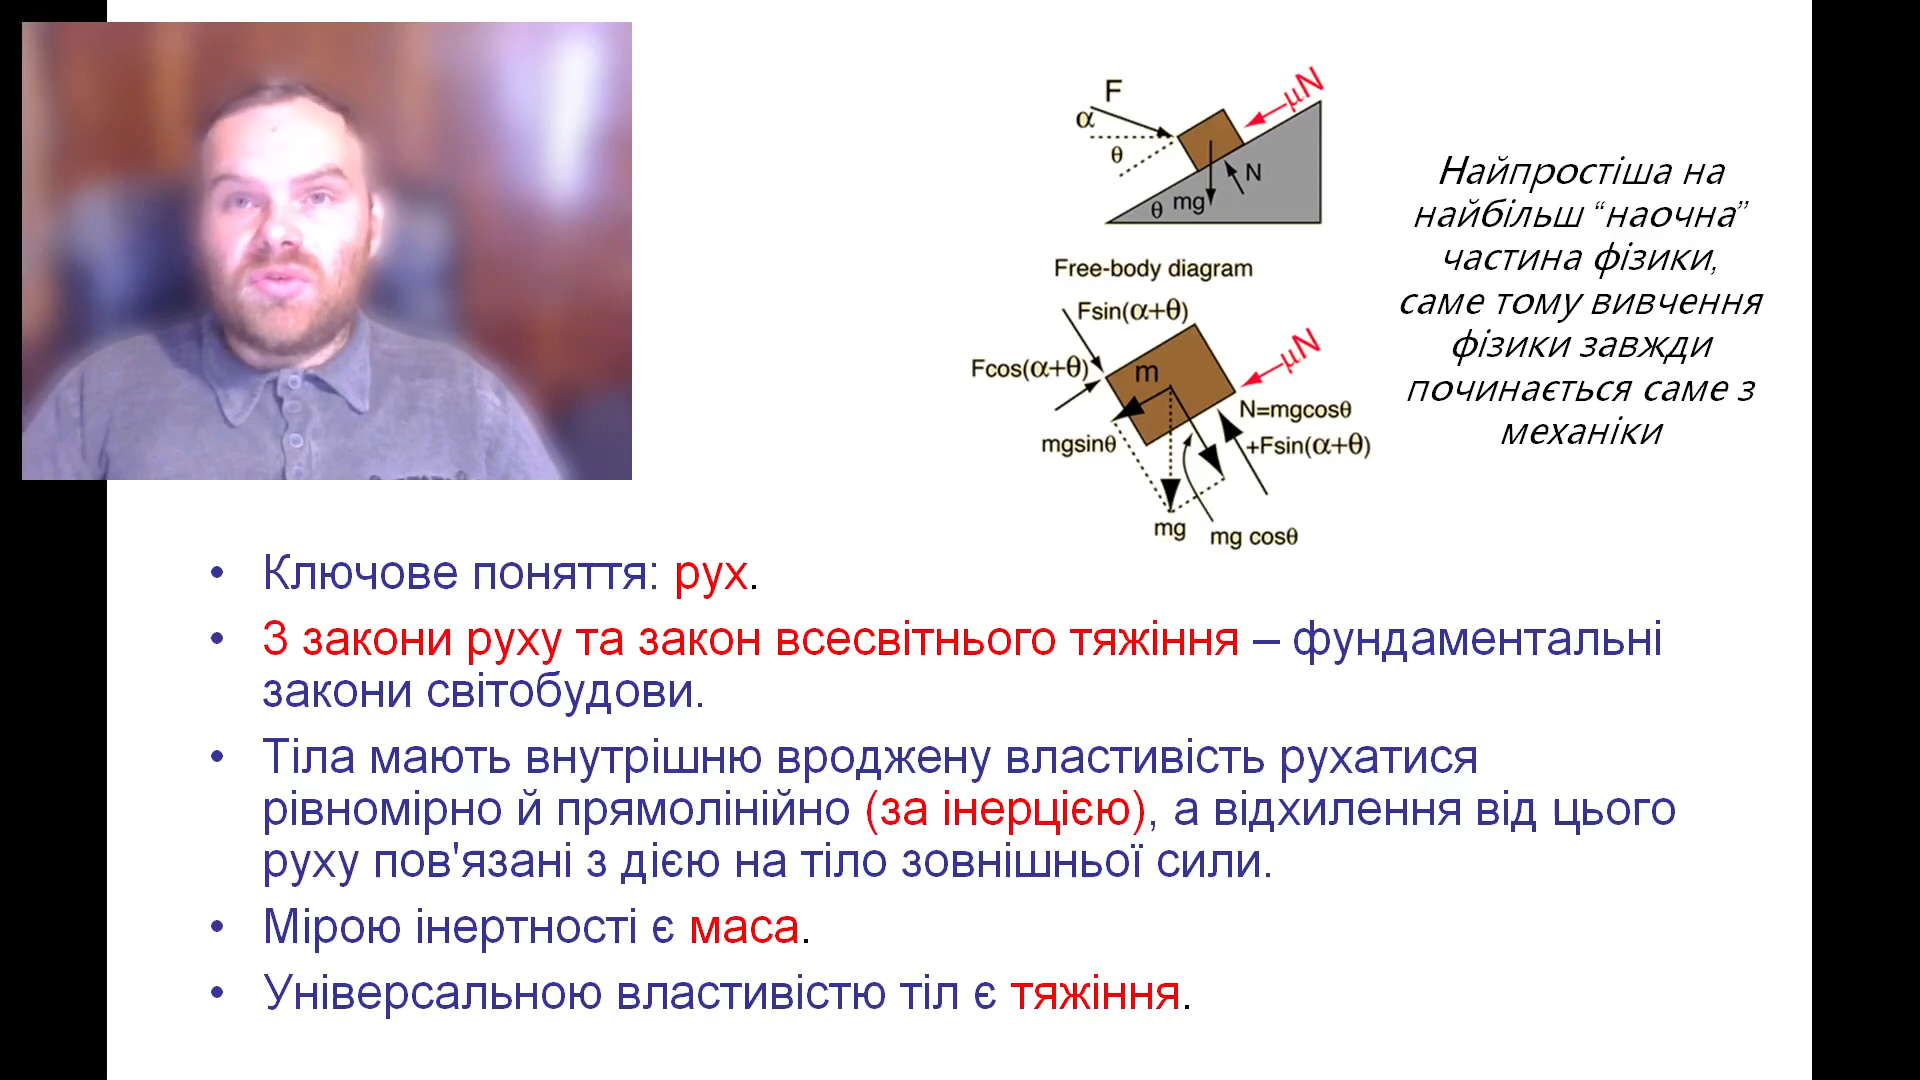 F
α
θ
μN
N
θ
mg
Найпростіша на
найбільш “наочна”
частина фізики,
саме тому вивчення
фізики завжди
починається саме з
механіки
Free-body diagram
Fsin(α+θ)
μN
Fcos(α+θ)
m
N=mgcosθ
mgsinθ
+Fsin(α+θ)
mg
mg cosθ
• Ключове поняття: рух.
• 3 закони руху та закон всесвітнього тяжіння – фундаментальні
закони світобудови.
• Тіла мають внутрішню вроджену властивість рухатися
рівномірно й прямолінійно (за інерцією), а відхилення від цього
руху пов'язані з дією на тіло зовнішньої сили.
• Мірою інертності є маса.
• Універсальною властивістю тіл є тяжіння.